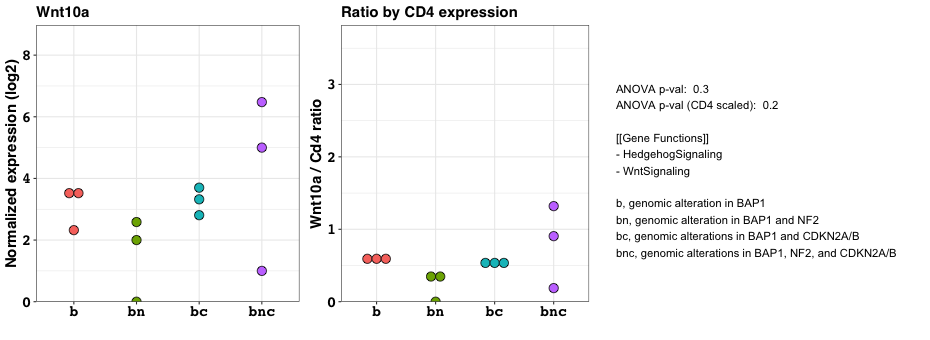 Wnt10a
Normalized expression (log2)
8
6
4
2
0
b
bn
bc
bnc
Ratio by CD4 expression
Wnt10a / Cd4 ratio
3
2
1
0
b
bn
bc
bnc
ANOVA p-val:  0.3
ANOVA p-val (CD4 scaled):  0.2
[[Gene Functions]]
- HedgehogSignaling
- WntSignaling
b, genomic alteration in BAP1
bn, genomic alteration in BAP1 and NF2
bc, genomic alterations in BAP1 and CDKN2A/B
bnc, genomic alterations in BAP1, NF2, and CDKN2A/B